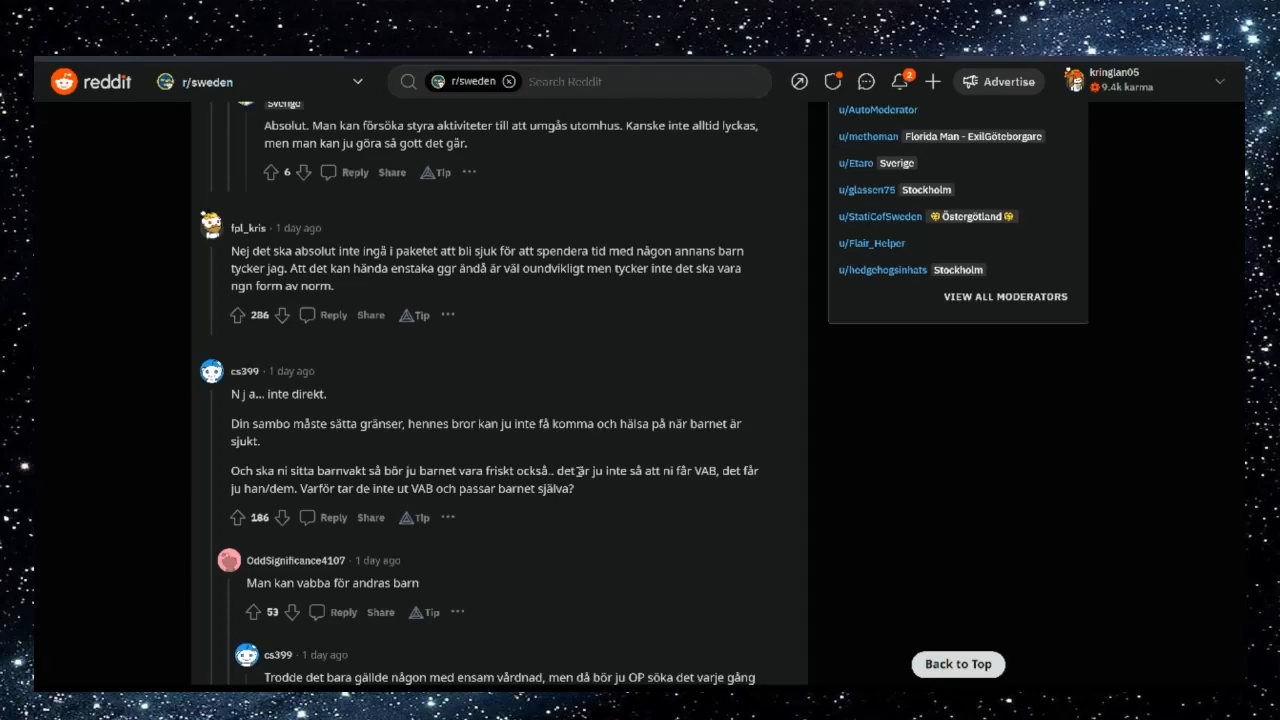 reddit
r/sweden
r/sweden
Search Reddit
2
Advertise
kringlan05
9.4k karma
Sverige
Absolut. Man kan försöka styra aktiviteter till att umgås utomhus. Kanske inte alltid lyckas,
men man kan ju göra så gott det går.
6 Reply Share Tip ...
fpl_kris · 1 day ago
Nej det ska absolut inte ingå i paketet att bli sjuk för att spendera tid med någon annans barn
tycker jag. Att det kan hända enstaka ggr ändå är väl oundvikligt men tycker inte det ska vara
ngn form av norm.
286 Reply Share Tip ...
cs399 · 1 day ago
N j a... inte direkt.
Din sambo måste sätta gränser, hennes bror kan ju inte få komma och hälsa på när barnet är
sjukt.
Och ska ni sitta barnvakt så bör ju barnet vara friskt också.. det är ju inte så att ni får VAB, det får
ju han/dem. Varför tar de inte ut VAB och passar barnet själva?
186 Reply Share Tip ...
OddSignificance4107 · 1 day ago
Man kan vabba för andras barn
53 Reply Share Tip ...
cs399 · 1 day ago
Trodde det bara gällde någon med ensam vårdnad, men då bör ju OP söka det varje gång
u/AutoModerator
u/metheman Florida Man - ExilGöteborgare
u/Etaro Sverige
u/glassen75 Stockholm
u/StatiCofSweden Östergötland
u/Flair_Helper
u/hedgehogsinhats Stockholm
VIEW ALL MODERATORS
Back to Top